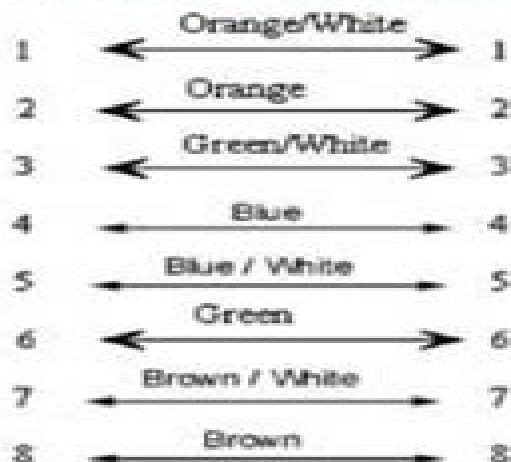 Orange/White
1 1
Orange
2 2
Green/White
3 3
Blue
4 4
Blue / White
5 5
Green
6 6
Brown / White
7 7
Brown
8 8